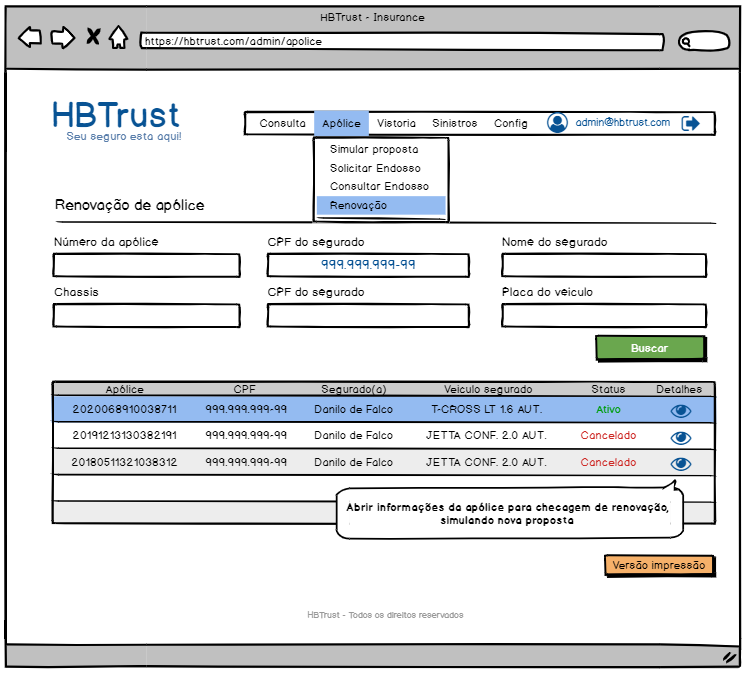 HBTrust - Insurance
https://hbtrust.com/admin/apolice
HBTrust
Seu seguro esta aqui!
Consulta Apólice Vistoria Sinistros Config admin@hbtrust.com
Simular proposta
Solicitar Endosso
Consultar Endosso
Renovação
Renovação de apólice
Número da apólice CPF do segurado Nome do segurado
999.999.999-99
Chassis CPF do segurado Placa do veiculo
Buscar
Apólice CPF Segurado(a) Veiculo segurado Status Detalhes
2020068910038711 999.999.999-99 Danilo de Falco T-CROSS LT 1.6 AUT. Ativo
20191213130382191 999.999.999-99 Danilo de Falco JETTA CONF. 2.0 AUT. Cancelado
20180511321038312 999.999.999-99 Danilo de Falco JETTA CONF. 2.0 AUT. Cancelado
Abrir informações da apólice para checagem de renovação,
simulando nova proposta
Versão impressão
HBTrust - Todos os direitos reservados